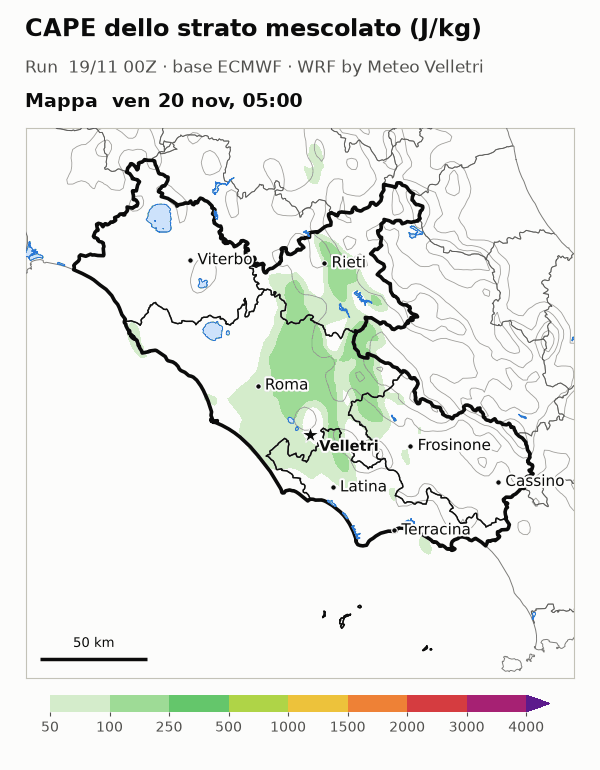 CAPE dello strato mescolato (J/kg)
Run  19/11 00Z · base ECMWF · WRF by Meteo Velletri
Mappa  ven 20 nov, 05:00
Viterbo
Rieti
Roma
Velletri
Frosinone
Latina
Cassino
Terracina
50 km
50 100 250 500 1000 1500 2000 3000 4000